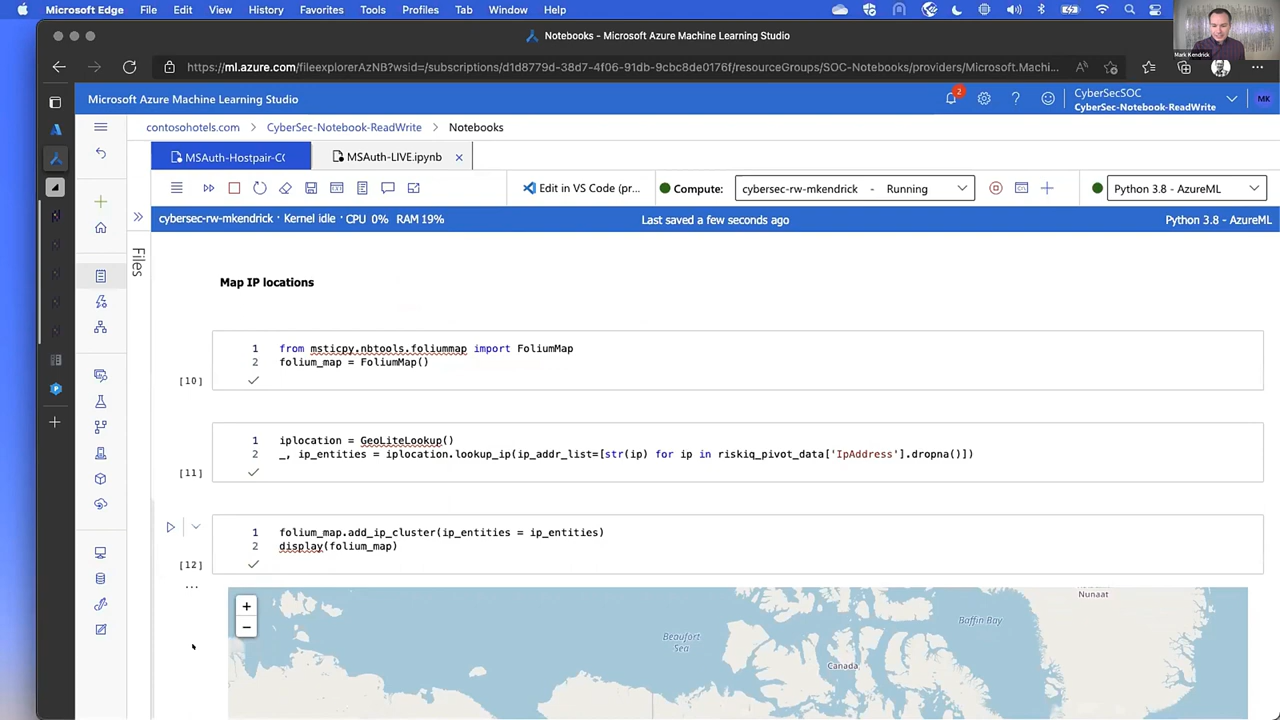 Microsoft Edge File Edit View History Favorites Tools Profiles Tab Window Help
Mark Kendrick
Notebooks - Microsoft Azure Machine Learning Studio
https://ml.azure.com/fileexplorerAzNB?wsid=/subscriptions/d1d8779d-38d7-4f06-91db-9cbc8de0176f/resourceGroups/SOC-Notebooks/providers/Microsoft.Machi...
Microsoft Azure Machine Learning Studio
2
CyberSecSOC
CyberSec-Notebook-ReadWrite
MK
contosohotels.com > CyberSec-Notebook-ReadWrite > Notebooks
MSAuth-Hostpair-CC
MSAuth-LIVE.ipynb
Edit in VS Code (pr...
Compute:
cybersec-rw-mkendrick - Running
Python 3.8 - AzureML
cybersec-rw-mkendrick · Kernel idle · CPU 0% RAM 19%
Last saved a few seconds ago
Python 3.8 - AzureML
Files
Map IP locations
1 from msticpy.nbtools.foliummap import FoliumMap
2 folium_map = FoliumMap()
[10]
1 iplocation = GeoLiteLookup()
2 _, ip_entities = iplocation.lookup_ip(ip_addr_list=[str(ip) for ip in riskiq_pivot_data['IpAddress'].dropna()])
[11]
1 folium_map.add_ip_cluster(ip_entities = ip_entities)
2 display(folium_map)
[12]
...
+
−
Nunaat
Baffin Bay
Beaufort
Sea
Canada